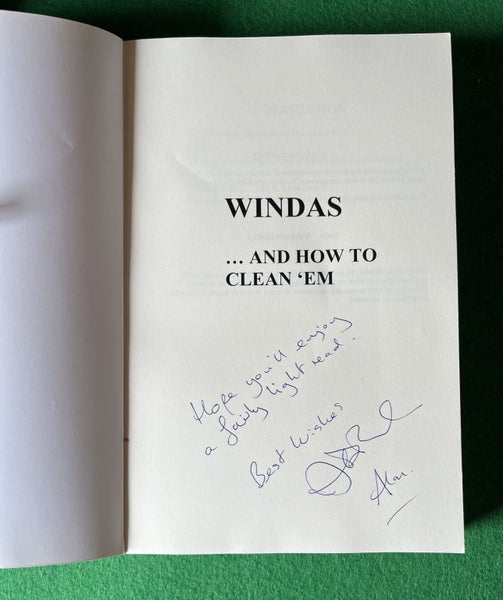 WINDAS
... AND HOW TO
CLEAN ‘EM
Hope you'll enjoy
a fairly light read.
Best Wishes
Alan.